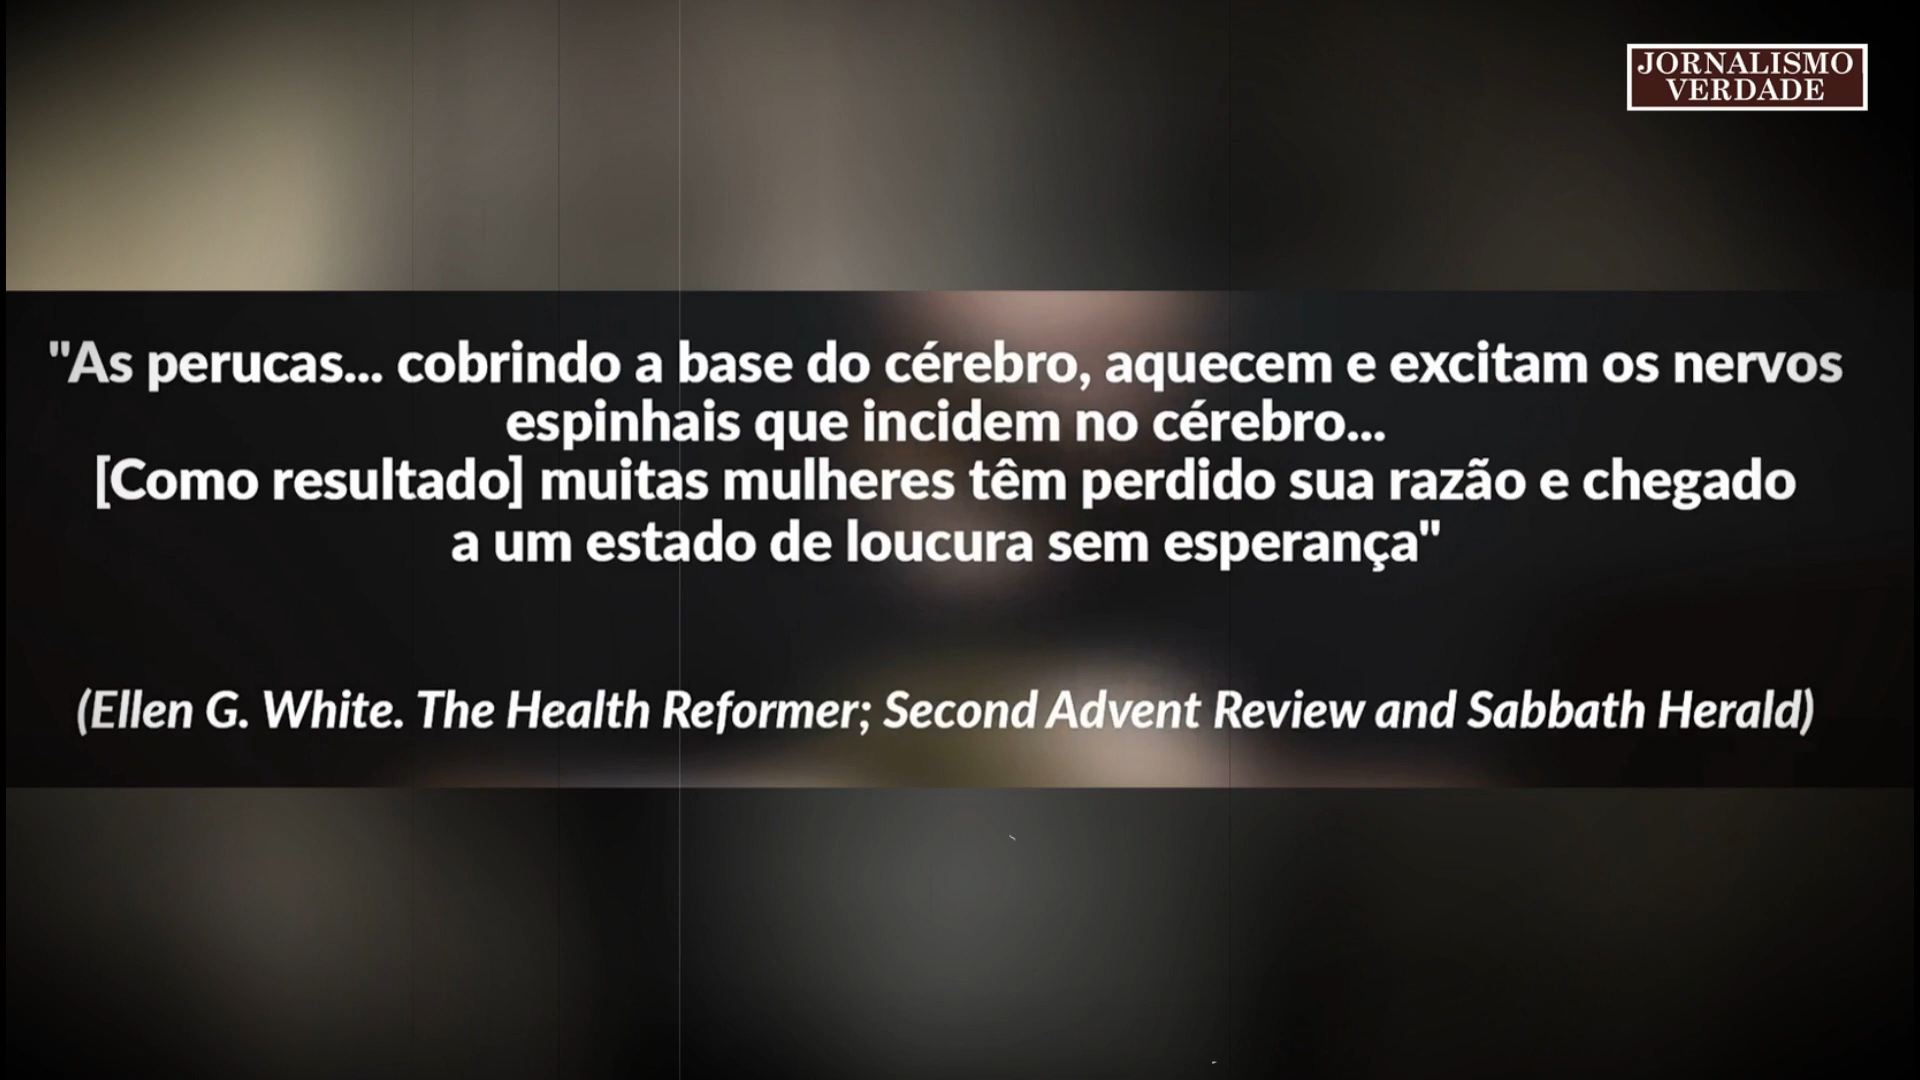 JORNALISMO
VERDADE
"As perucas... cobrindo a base do cérebro, aquecem e excitam os nervos
espinhais que incidem no cérebro...
[Como resultado] muitas mulheres têm perdido sua razão e chegado
a um estado de loucura sem esperança"
(Ellen G. White. The Health Reformer; Second Advent Review and Sabbath Herald)